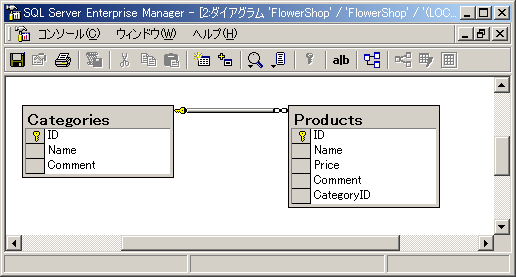 SQL Server Enterprise Manager - [2:ダイアグラム 'FlowerShop' / 'FlowerShop' / '(LOC...
コンソール(C) ウィンドウ(W) ヘルプ(H)
ab
Categories
ID
Name
Comment
Products
ID
Name
Price
Comment
CategoryID